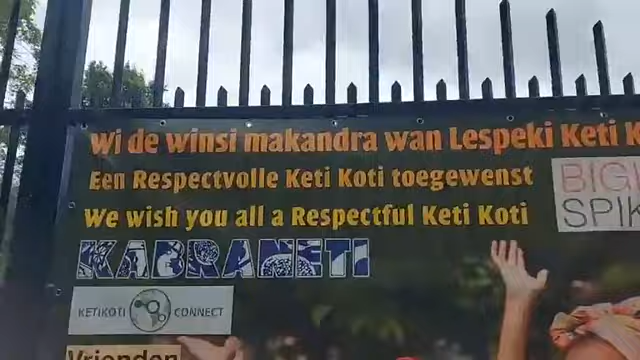 Wi de winsi makandra wan Lespeki Keti K
Een Respectvolle Keti Koti toegewenst
We wish you all a Respectful Keti Koti
BIG
SPIK
KABRANETI
KETIKOTI CONNECT
Vrienden